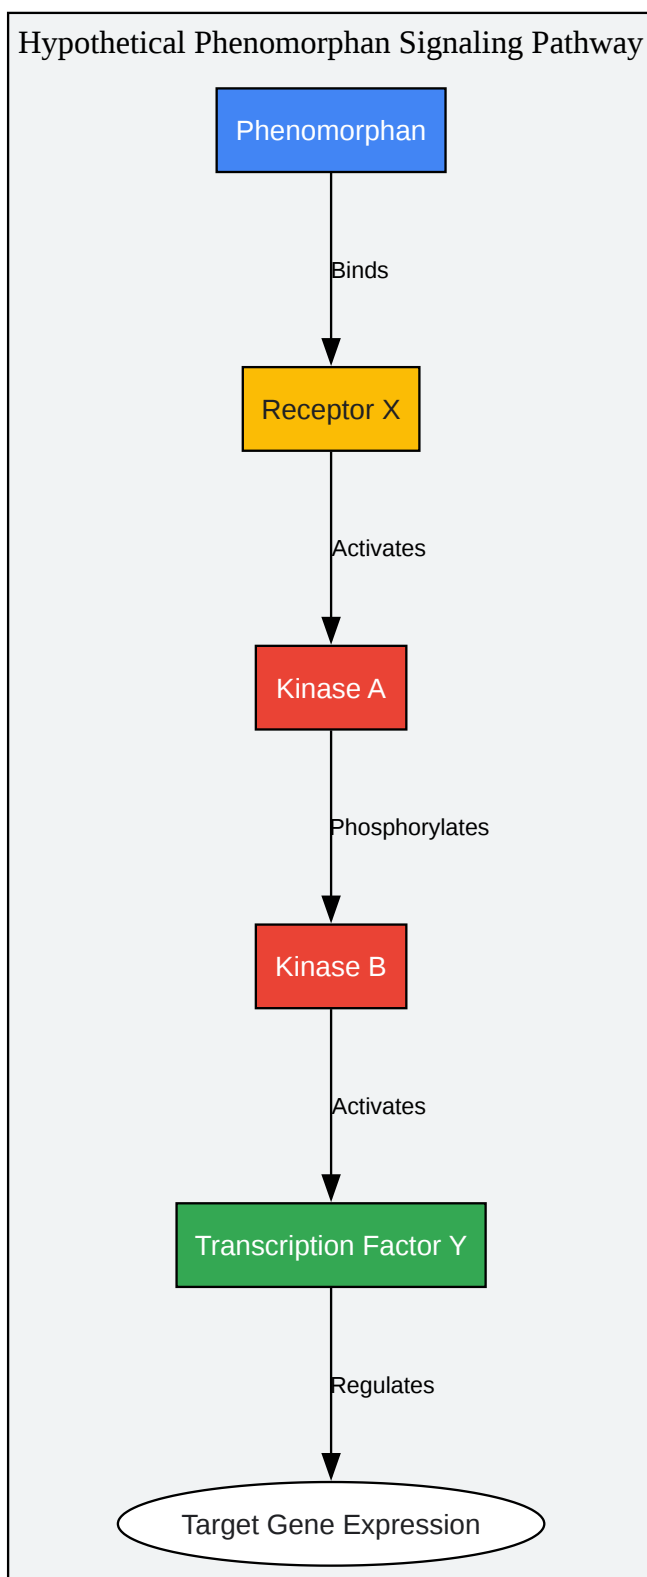 Hypothetical Phenomorphan Signaling Pathway
Phenomorphan
Binds
Receptor X
Activates
Kinase A
Phosphorylates
Kinase B
Activates
Transcription Factor Y
Regulates
Target Gene Expression